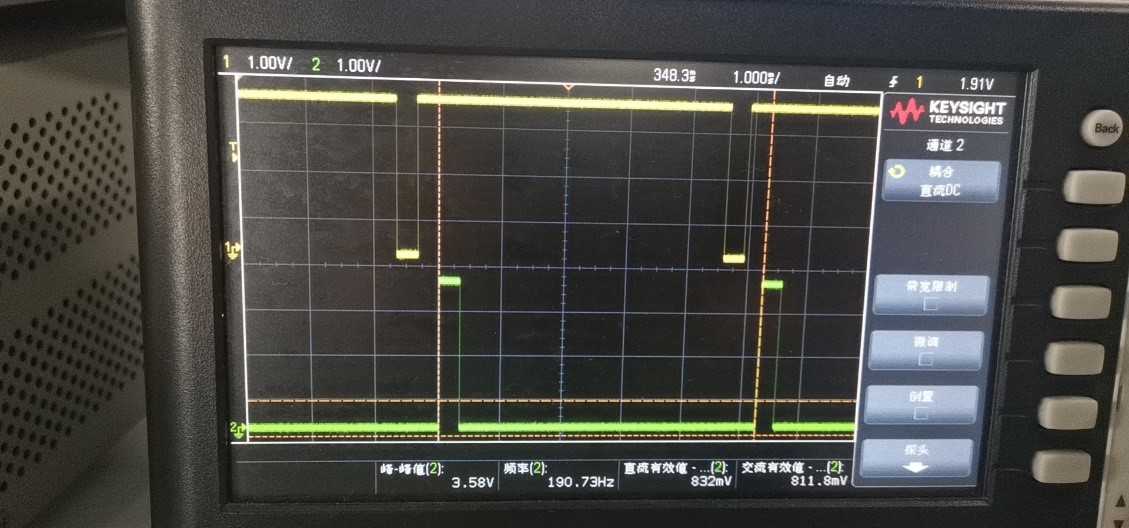 1 1.00V/ 2 1.00V/ 348.3ms 1.000ms/ 自动 1 1.91V
KEYSIGHT
TECHNOLOGIES
通道 2
耦合
直流DC
T
1
带宽限制
微调
倒置
2
探头
峰-峰值(2): 频率(2): 直流有效值 - ...(2): 交流有效值 - ...(2):
3.58V 190.73Hz 832mV 811.8mV
Back